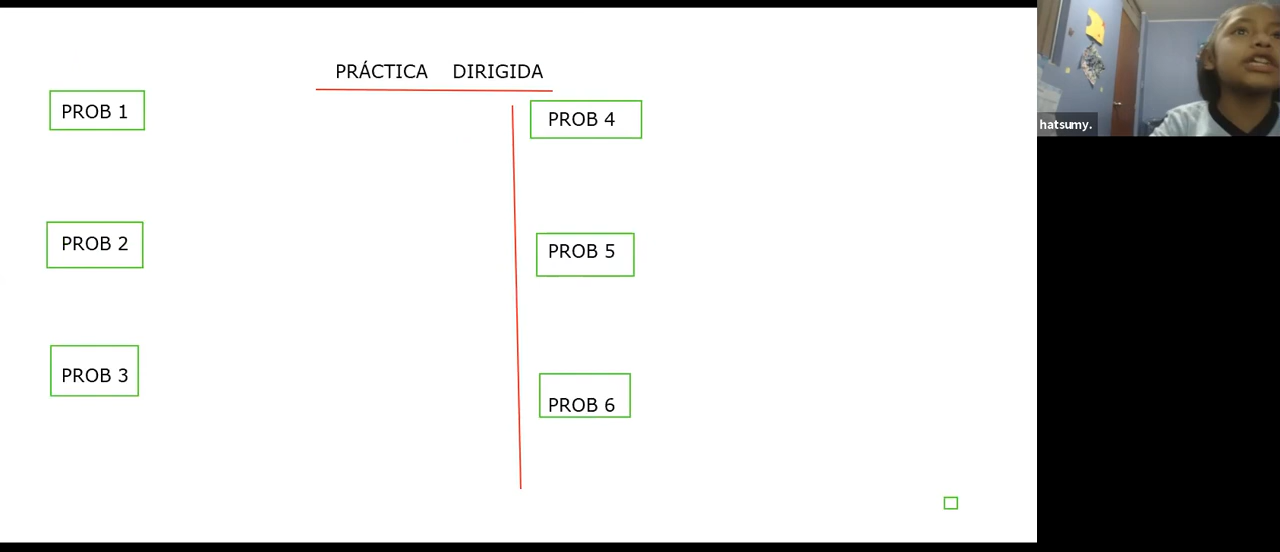 PRÁCTICA DIRIGIDA
PROB 1
PROB 2
PROB 3
PROB 4
PROB 5
PROB 6
hatsumy.